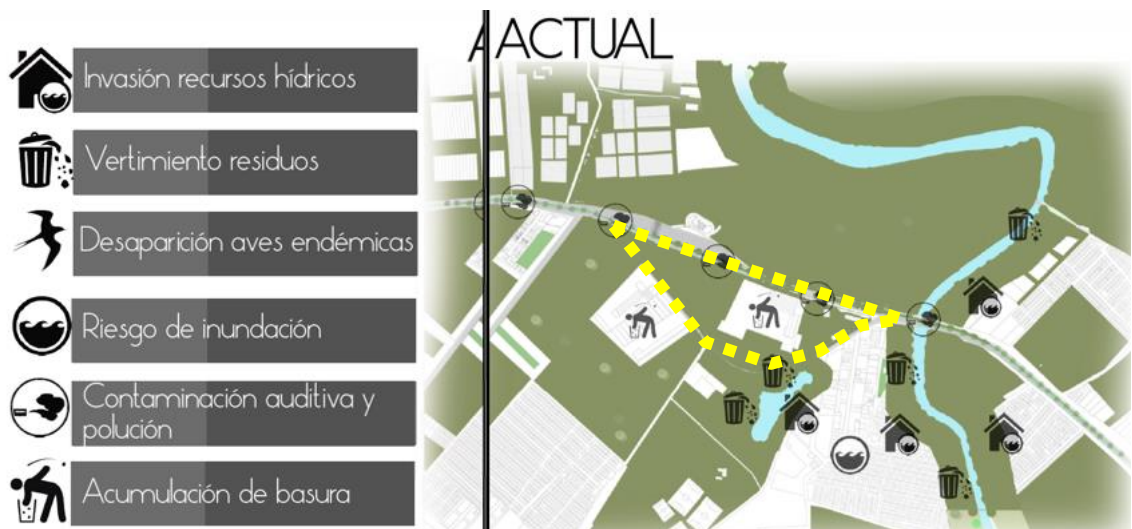 ACTUAL
Invasión recursos hídricos
Vertimiento residuos
Desaparición aves endémicas
Riesgo de inundación
Contaminación auditiva y
polución
Acumulación de basura